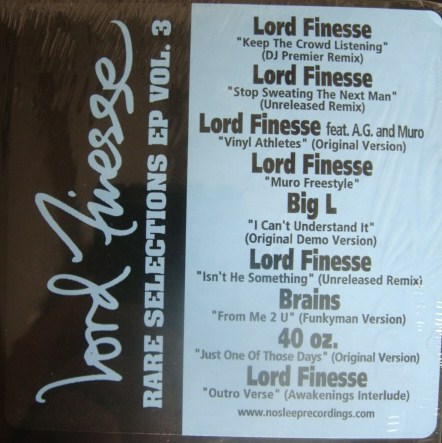 Lord Finesse
RARE SELECTIONS EP VOL. 3
Lord Finesse
"Keep The Crowd Listening"
(DJ Premier Remix)
Lord Finesse
"Stop Sweating The Next Man"
(Unreleased Remix)
Lord Finesse feat. A.G. and Muro
"Vinyl Athletes" (Original Version)
Lord Finesse
"Muro Freestyle"
Big L
"I Can't Understand It"
(Original Demo Version)
Lord Finesse
"Isn't He Something" (Unreleased Remix)
Brains
"From Me 2 U" (Funkyman Version)
40 oz.
"Just One Of Those Days" (Original Version)
Lord Finesse
"Outro Verse" (Awakenings Interlude)
www.nosleeprecordings.com